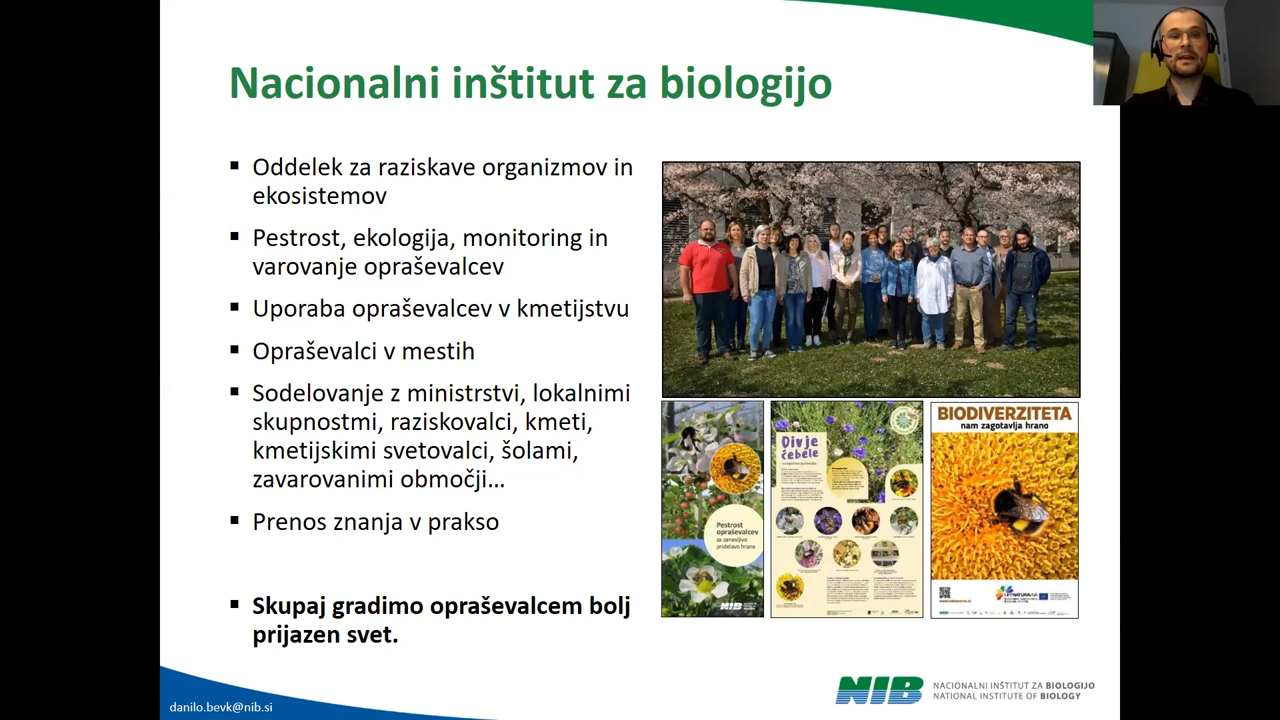 Nacionalni inštitut za biologijo
▪ Oddelek za raziskave organizmov in
ekosistemov
▪ Pestrost, ekologija, monitoring in
varovanje opraševalcev
▪ Uporaba opraševalcev v kmetijstvu
▪ Opraševalci v mestih
▪ Sodelovanje z ministrstvi, lokalnimi
skupnostmi, raziskovalci, kmeti,
kmetijskimi svetovalci, šolami,
zavarovanimi območji…
▪ Prenos znanja v prakso
▪ Skupaj gradimo opraševalcem bolj
prijazen svet.
Pestrost
opraševalcev
za zanesljivo
pridelavo hrane
NIB
Divje
čebele
BIODIVERZITETA
nam zagotavlja hrano
danilo.bevk@nib.si
NIB
NACIONALNI INŠTITUT ZA BIOLOGIJO
NATIONAL INSTITUTE OF BIOLOGY